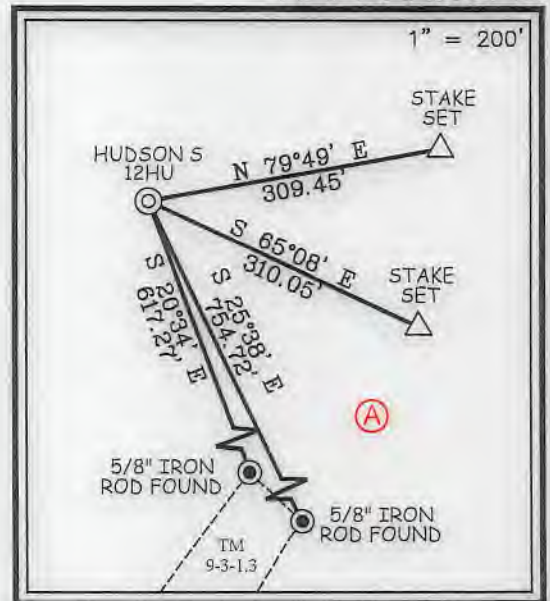 1" = 200'
STAKE
SET
HUDSON S
12HU
N 79°49' E
309.45'
S 65°08' E
310.05'
STAKE
SET
S 20°34' E
617.27'
S 25°38' E
754.72'
A
5/8" IRON
ROD FOUND
5/8" IRON
ROD FOUND
TM
9-3-1.3